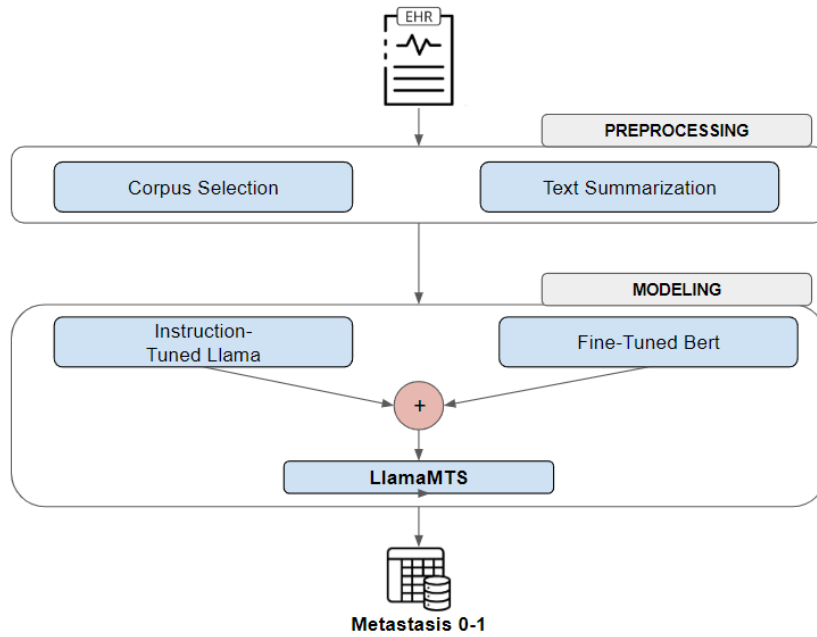 EHR
PREPROCESSING
Corpus Selection
Text Summarization
MODELING
Instruction-
Tuned Llama
Fine-Tuned Bert
+
LlamaMTS
Metastasis 0-1